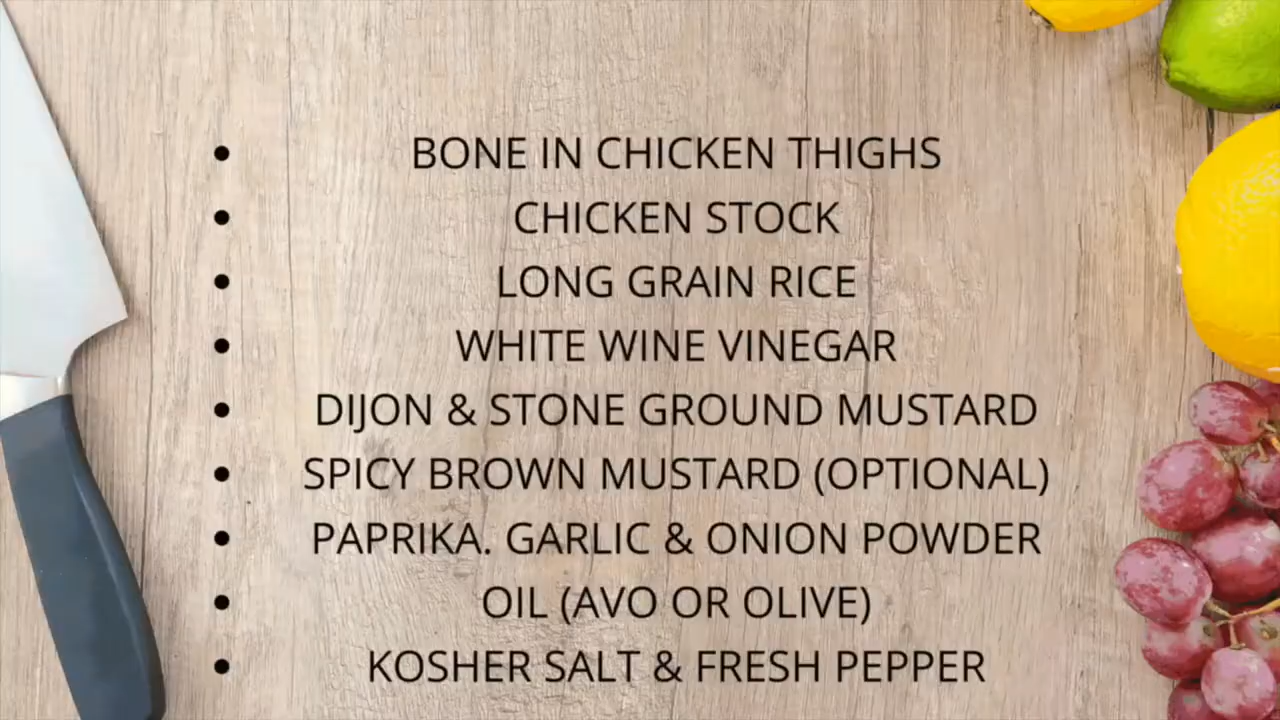 • BONE IN CHICKEN THIGHS
• CHICKEN STOCK
• LONG GRAIN RICE
• WHITE WINE VINEGAR
• DIJON & STONE GROUND MUSTARD
• SPICY BROWN MUSTARD (OPTIONAL)
• PAPRIKA. GARLIC & ONION POWDER
• OIL (AVO OR OLIVE)
• KOSHER SALT & FRESH PEPPER